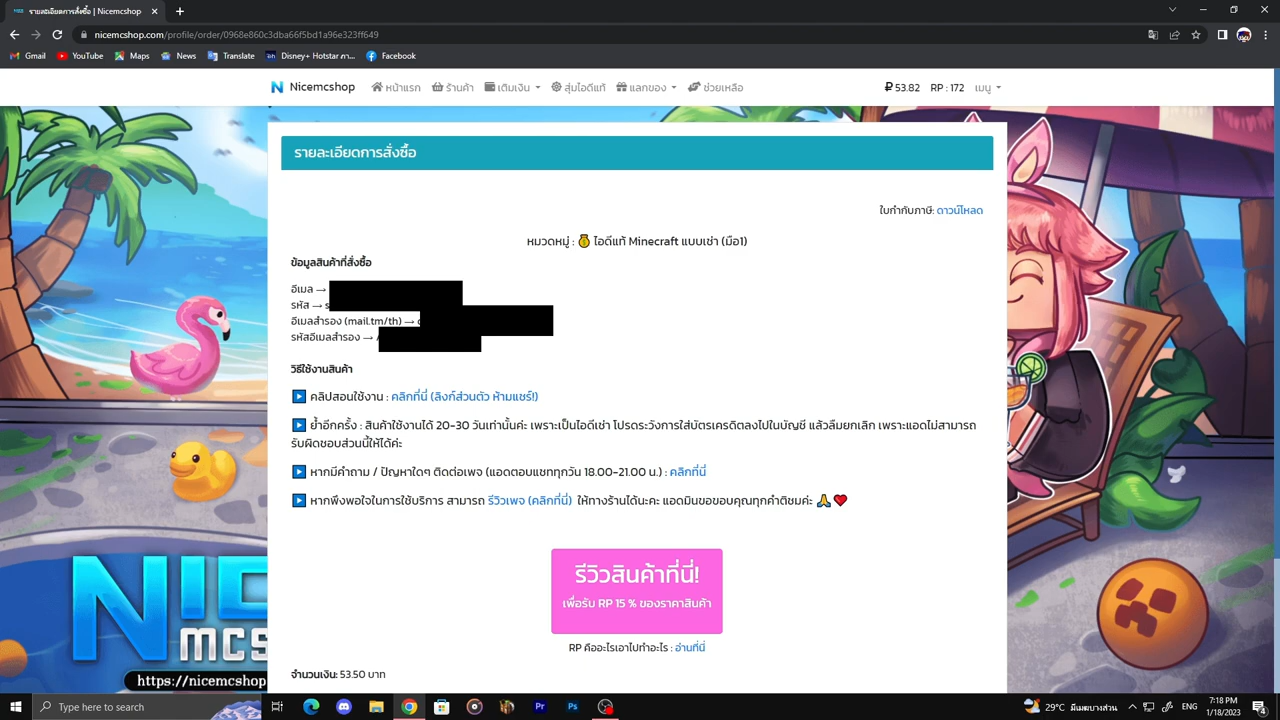 รายละเอียดการสั่งซื้อ
nicemcshop.com/profile/order/0968e860c3dba66f5bd1a96e323ff649
Gmail YouTube Maps News Translate Disney+ Hotstar ภา... Facebook
Nicemcshop หน้าแรก ร้านค้า เติมเงิน สุ่มไอดีแท้ แลกของ ช่วยเหลือ 53.82 RP : 172 เมนู
รายละเอียดการสั่งซื้อ
ใบกำกับภาษี: ดาวน์โหลด
หมวดหมู่ : 💰 ไอดีแท้ Minecraft แบบเช่า (มือ1)
ข้อมูลสินค้าที่สั่งซื้อ
อีเมล →
รหัส → s
อีเมลสำรอง (mail.tm/th) →
รหัสอีเมลสำรอง → /
วิธีใช้งานสินค้า
▶️ คลิปสอนใช้งาน : คลิกที่นี่ (ลิงก์ส่วนตัว ห้ามแชร์!)
▶️ ย้ำอีกครั้ง : สินค้าใช้งานได้ 20-30 วันเท่านั้นค่ะ เพราะเป็นไอดีเช่า โปรดระวังการใส่บัตรเครดิตลงไปในบัญชี แล้วลืมยกเลิก เพราะแอดไม่สามารถ
รับผิดชอบส่วนนี้ให้ได้ค่ะ
▶️ หากมีคำถาม / ปัญหาใดๆ ติดต่อเพจ (แอดตอบแชททุกวัน 18.00-21.00 น.) : คลิกที่นี่
▶️ หากพึงพอใจในการใช้บริการ สามารถ รีวิวเพจ (คลิกที่นี่) ให้ทางร้านได้นะคะ แอดมินขอขอบคุณทุกคำติชมค่ะ 🙏❤️
รีวิวสินค้าที่นี่!
เพื่อรับ RP 15 % ของราคาสินค้า
RP คืออะไรเอาไปทำอะไร : อ่านที่นี่
จำนวนเงิน: 53.50 บาท
NIC
mcs
https://nicemcshop
Type here to search
29°C มีเมฆบางส่วน ENG 7:18 PM
1/18/2023